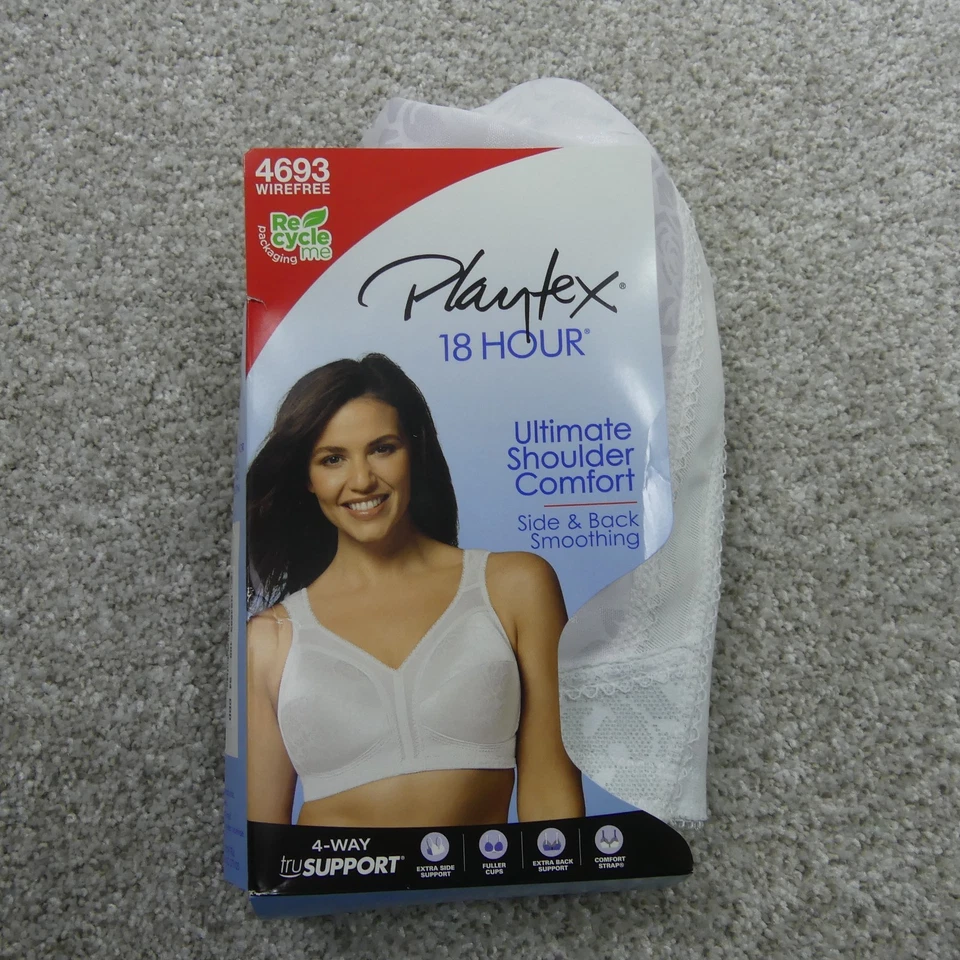 4693
WIREFREE
Re
cycle
me
packaging
Playtex®
18 HOUR®
Ultimate
Shoulder
Comfort
Side & Back
Smoothing
4-WAY
truSUPPORT®
EXTRA SIDE
SUPPORT
FULLER
CUPS
EXTRA BACK
SUPPORT
COMFORT
STRAP®